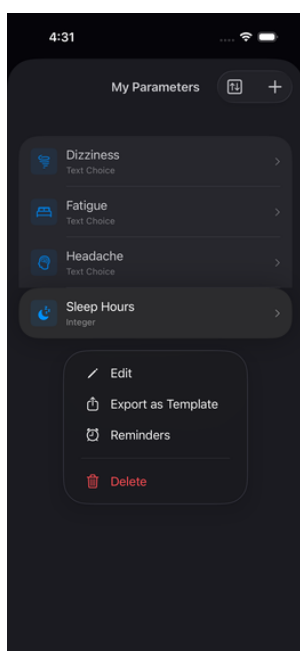 4:31
My Parameters
Dizziness
Text Choice
Fatigue
Text Choice
Headache
Text Choice
Sleep Hours
Integer
Edit
Export as Template
Reminders
Delete